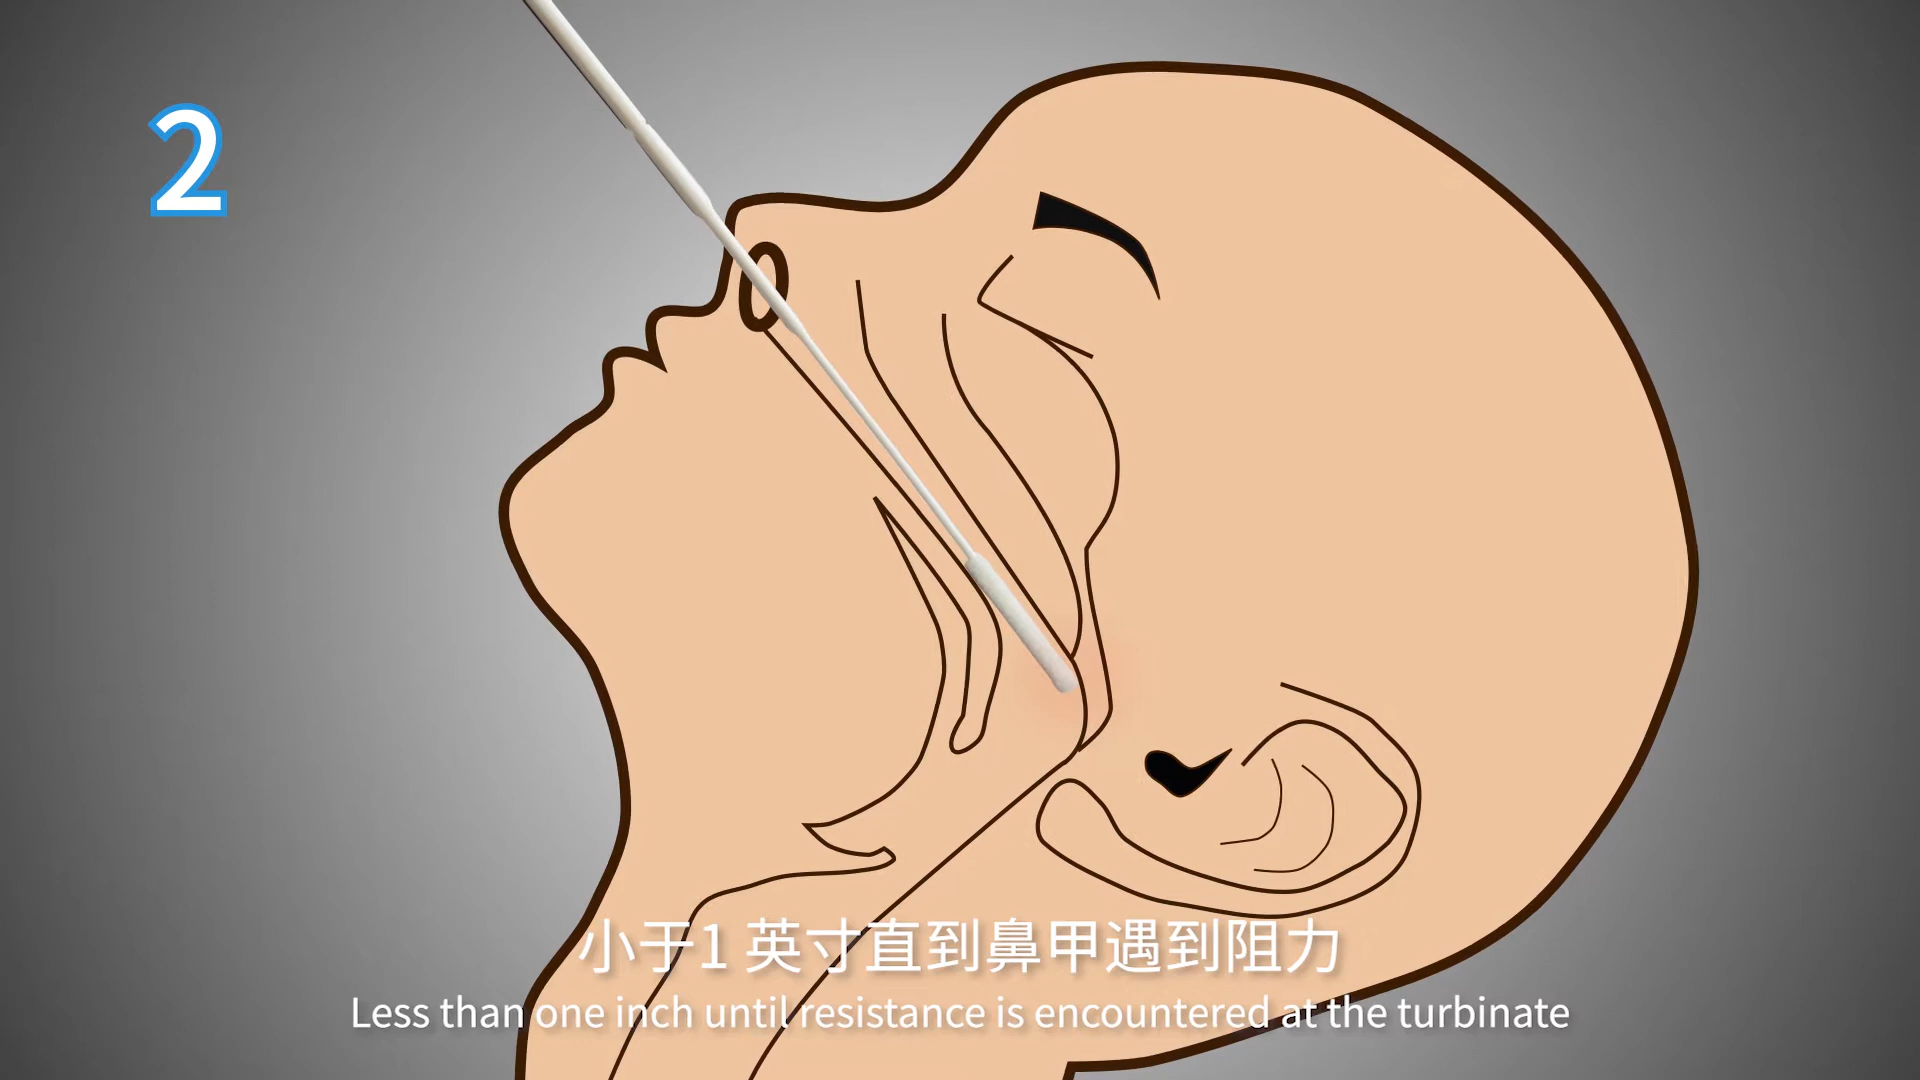 2
小于1 英寸直到鼻甲遇到阻力
Less than one inch until resistance is encountered at the turbinate